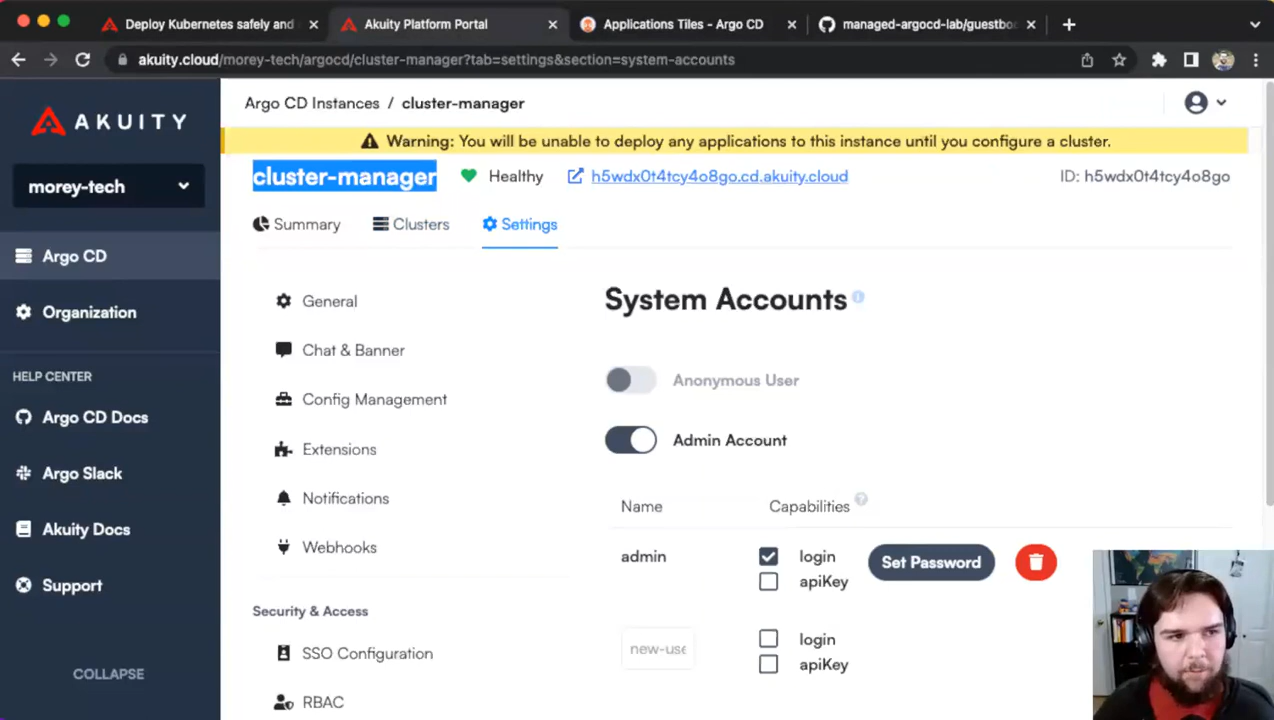 Deploy Kubernetes safely and
Akuity Platform Portal
Applications Tiles - Argo CD
managed-argocd-lab/guestboo
akuity.cloud/morey-tech/argocd/cluster-manager?tab=settings&section=system-accounts
AKUITY
morey-tech
Argo CD
Organization
HELP CENTER
Argo CD Docs
Argo Slack
Akuity Docs
Support
COLLAPSE
Argo CD Instances / cluster-manager
Warning: You will be unable to deploy any applications to this instance until you configure a cluster.
cluster-manager Healthy h5wdx0t4tcy4o8go.cd.akuity.cloud ID: h5wdx0t4tcy4o8go
Summary Clusters Settings
General
Chat & Banner
Config Management
Extensions
Notifications
Webhooks
Security & Access
SSO Configuration
RBAC
System Accounts
Anonymous User
Admin Account
Name Capabilities
admin login Set Password
apiKey
new-use login
apiKey